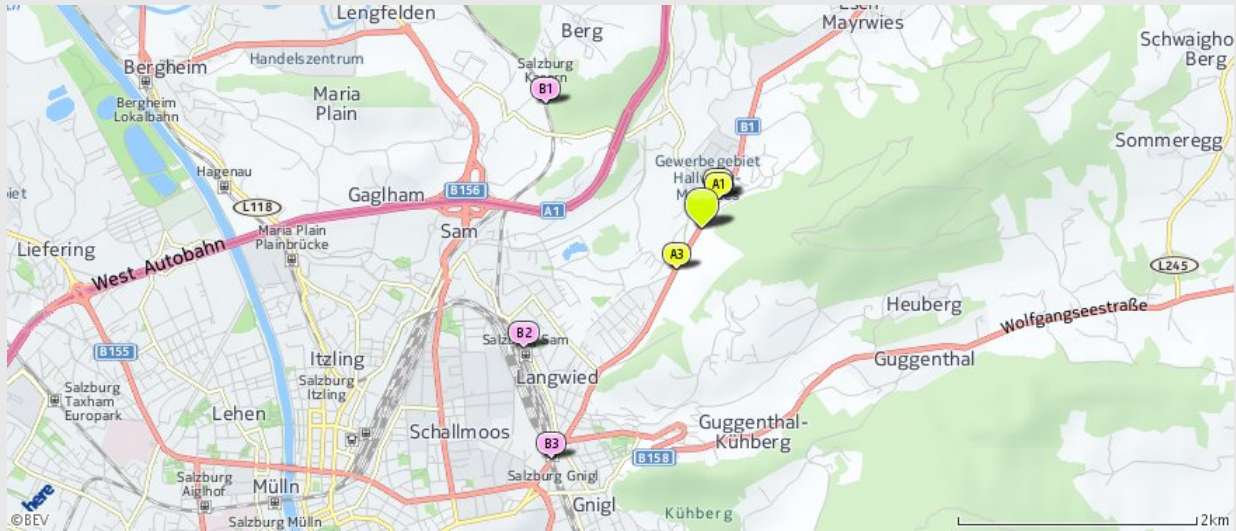 Lengfelden
Berg
Esch
Mayrwies
Handelszentrum
Bergheim
Salzburg
Kasern
B1
Schwaigho
Berg
Bergheim
Lokalbahn
Maria
Plain
B1
Sommeregg
Gewerbegebiet
A1
Hagenau
Gaglham
B156
L118
A1
Sam
Maria Plain
Plainbrücke
Liefering
West Autobahn
A3
L245
Heuberg
Wolfgangseestraße
B2
B155
Itzling
Langwied
Guggenthal
Salzburg
Itzling
Salzburg
Taxham
Europark
Lehen
Schallmoos
Guggenthal-
Kühberg
B3
B158
Salzburg Gnigl
Salzburg
Aiglhof
Mülln
Gnigl
Kühberg
here
©BEV
Salzburg Mülln
2km